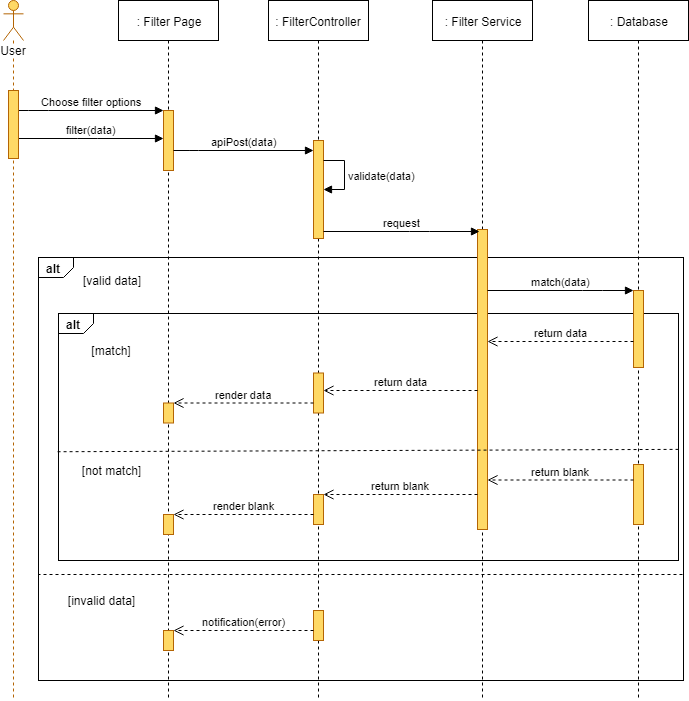 : Filter Page
: FilterController
: Filter Service
: Database
User
Choose filter options
filter(data)
apiPost(data)
validate(data)
request
alt
[valid data]
match(data)
alt
return data
[match]
return data
render data
[not match]
return blank
return blank
render blank
[invalid data]
notification(error)